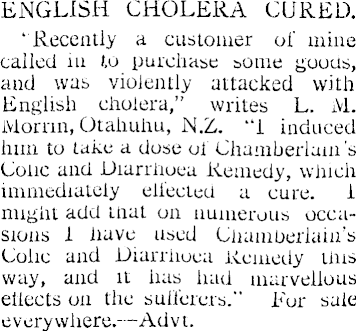 ENGLISH CHOLERA CURED.
"Recently a customer of mine
called in to purchase some goods,
and was violently attacked with
English cholera," writes L. M.
Morrin, Otahuhu, N.Z. "I induced
him to take a dose of Chamberlain's
Colic and Diarrhoea Remedy, which
immediately effected a cure. I
might add that on numerous occa-
sions I have used Chamberlain's
Colic and Diarrhoea Remedy this
way, and it has had marvellous
effects on the sufferers." For sale
everywhere.—Advt.